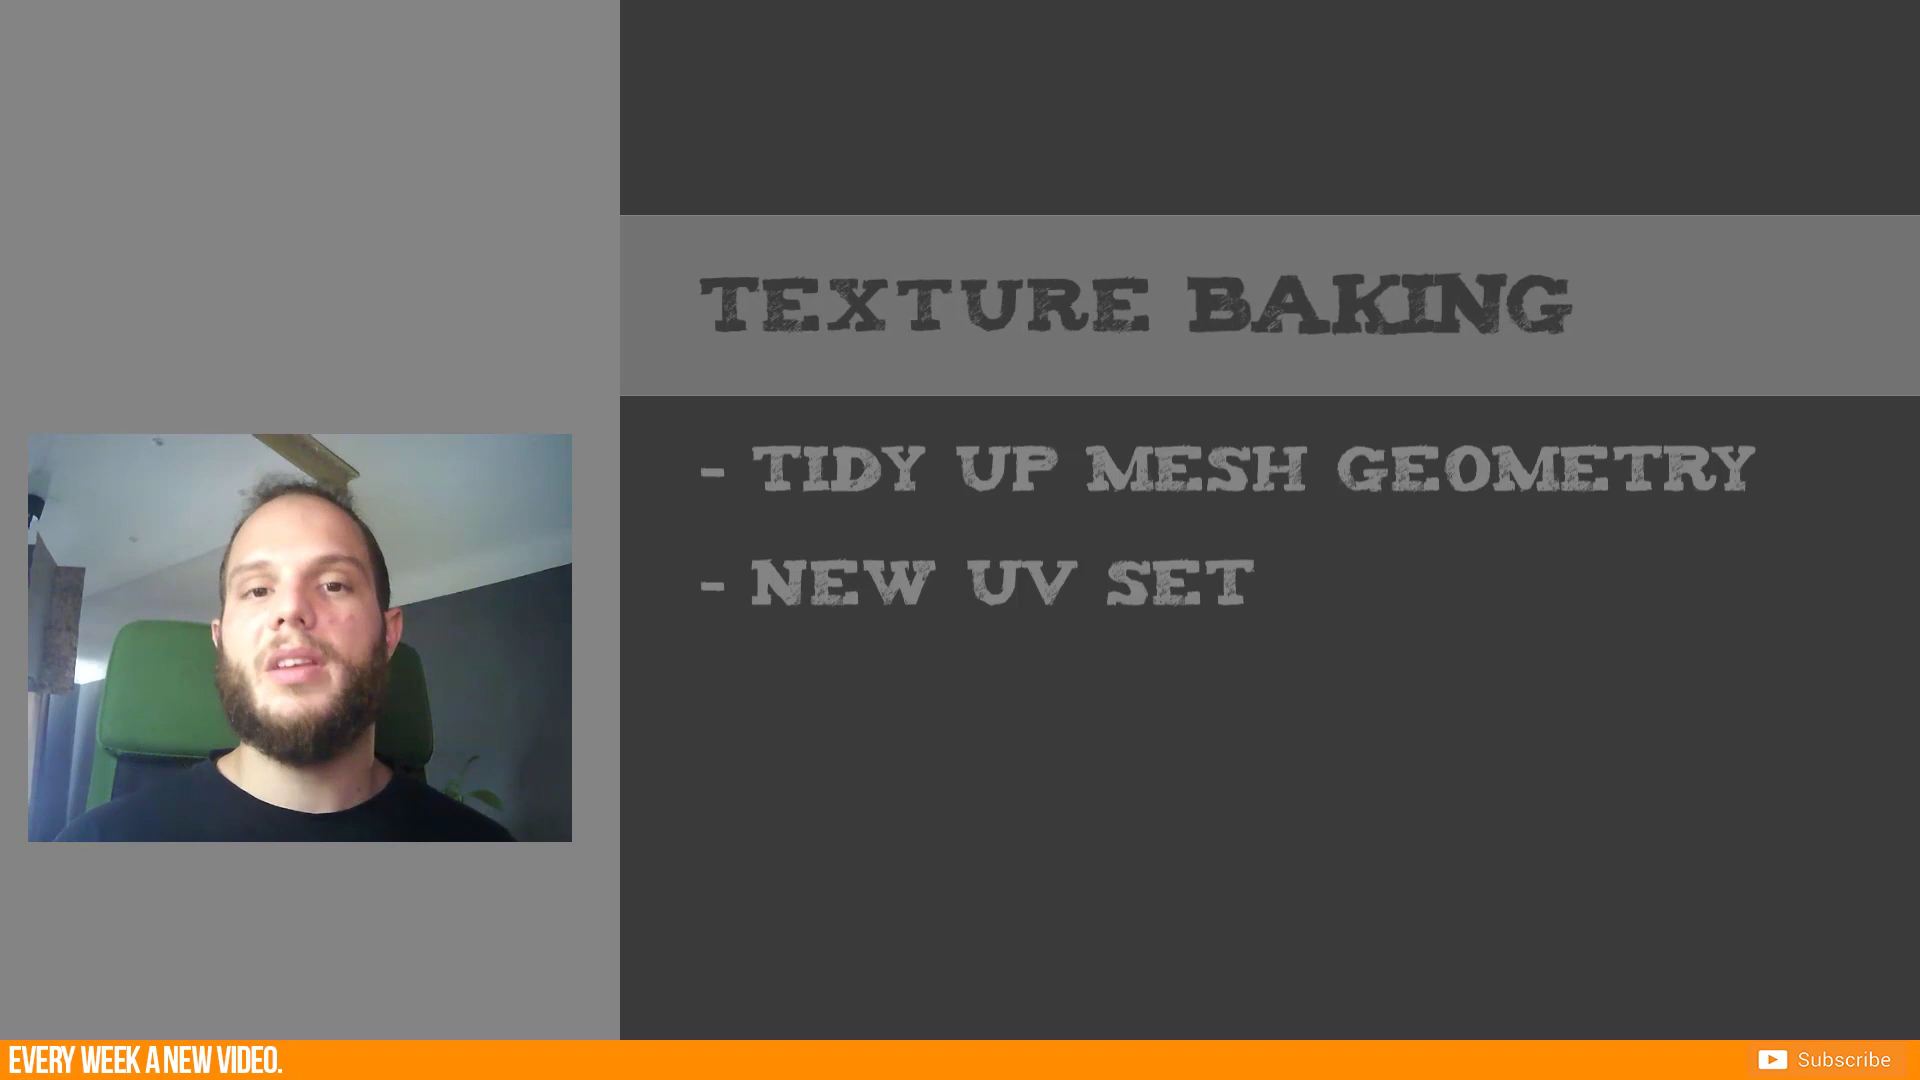 TEXTURE BAKING
- TIDY UP MESH GEOMETRY
- NEW UV SET
EVERY WEEK A NEW VIDEO.
Subscribe